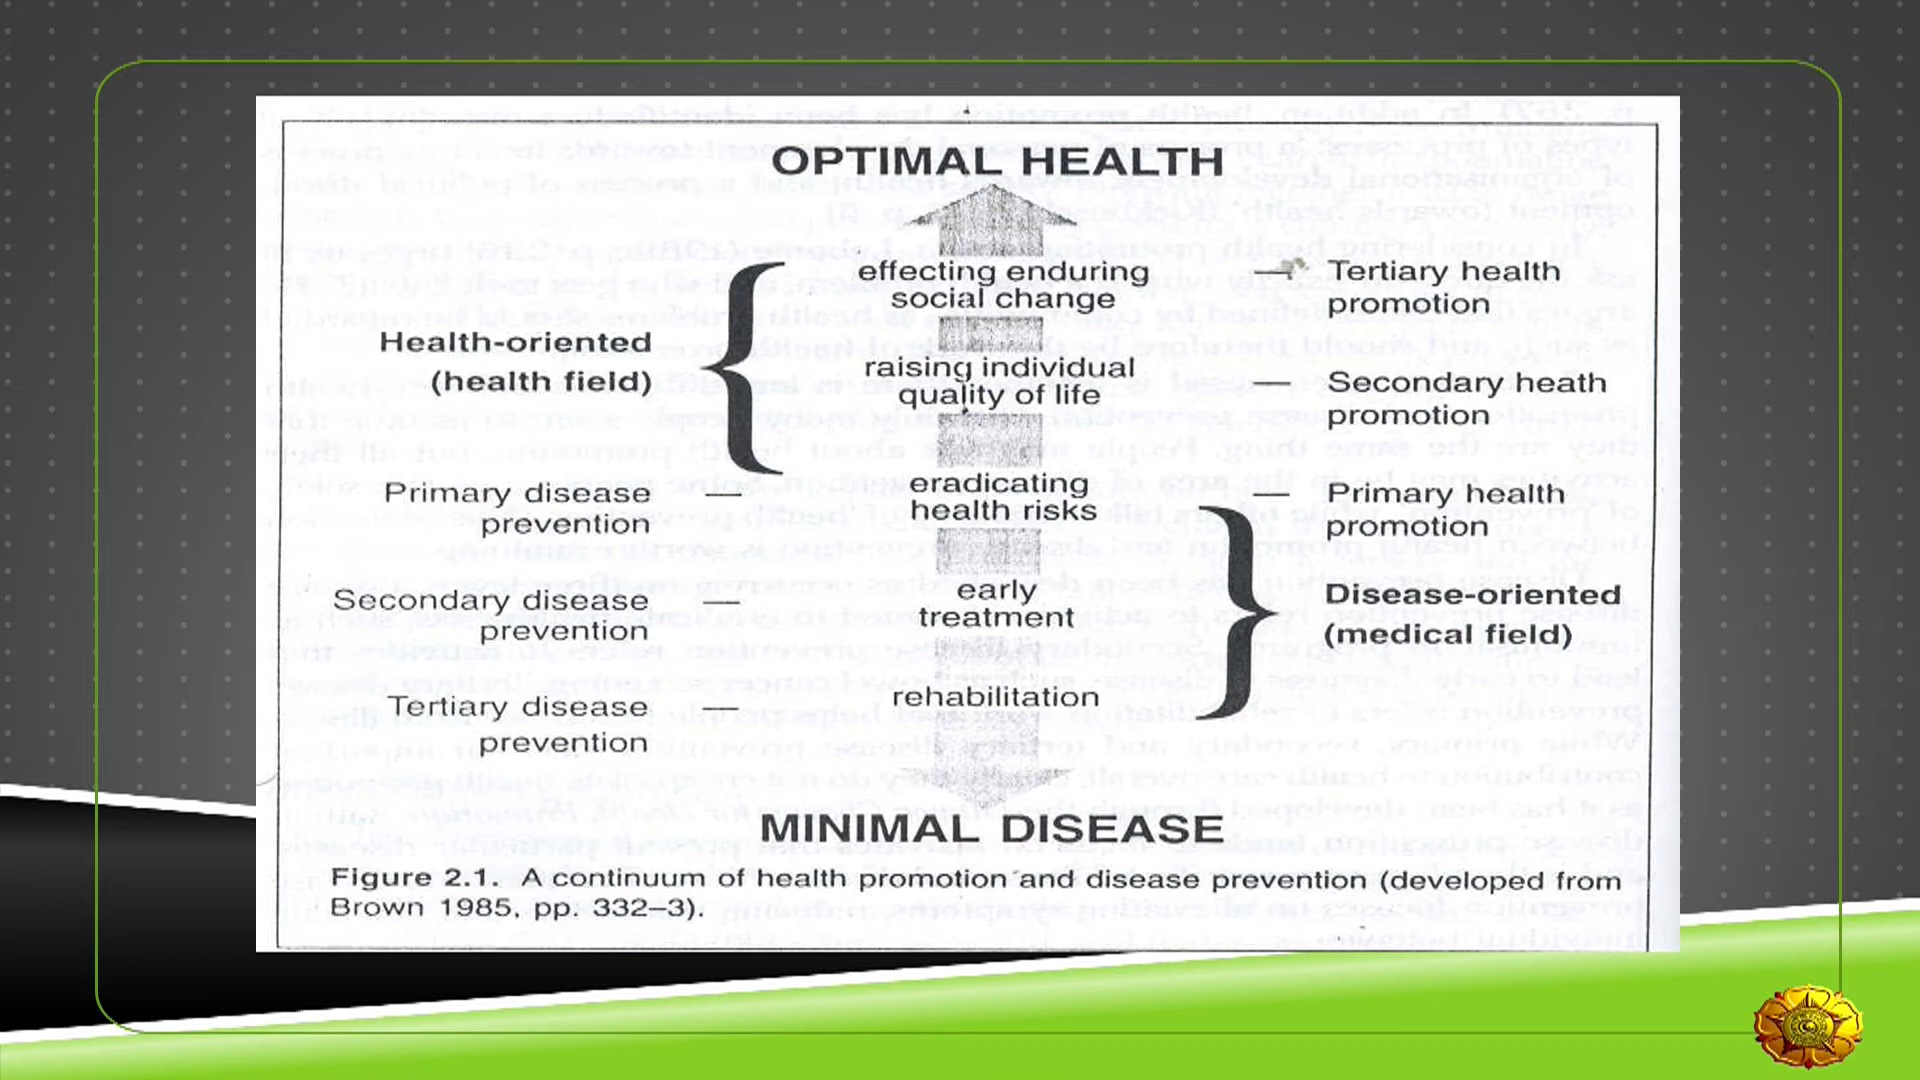 OPTIMAL HEALTH
effecting enduring
social change
Tertiary health
promotion
Health-oriented
(health field)
raising individual
quality of life
Secondary heath
promotion
Primary disease
prevention
eradicating
health risks
Primary health
promotion
Secondary disease
prevention
early
treatment
Disease-oriented
(medical field)
Tertiary disease
prevention
rehabilitation
MINIMAL DISEASE
Figure 2.1. A continuum of health promotion and disease prevention (developed from
Brown 1985, pp. 332–3).